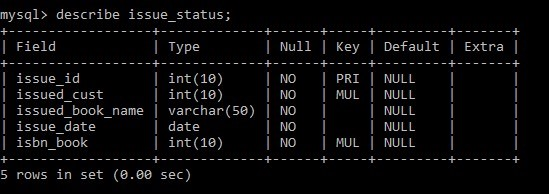 mysql> describe issue_status;
+------------------+-------------+------+-----+---------+-------+
| Field            | Type        | Null | Key | Default | Extra |
+------------------+-------------+------+-----+---------+-------+
| issue_id         | int(10)     | NO   | PRI | NULL    |       |
| issued_cust      | int(10)     | NO   | MUL | NULL    |       |
| issued_book_name | varchar(50) | NO   |     | NULL    |       |
| issue_date       | date        | NO   |     | NULL    |       |
| isbn_book        | int(10)     | NO   | MUL | NULL    |       |
+------------------+-------------+------+-----+---------+-------+
5 rows in set (0.00 sec)